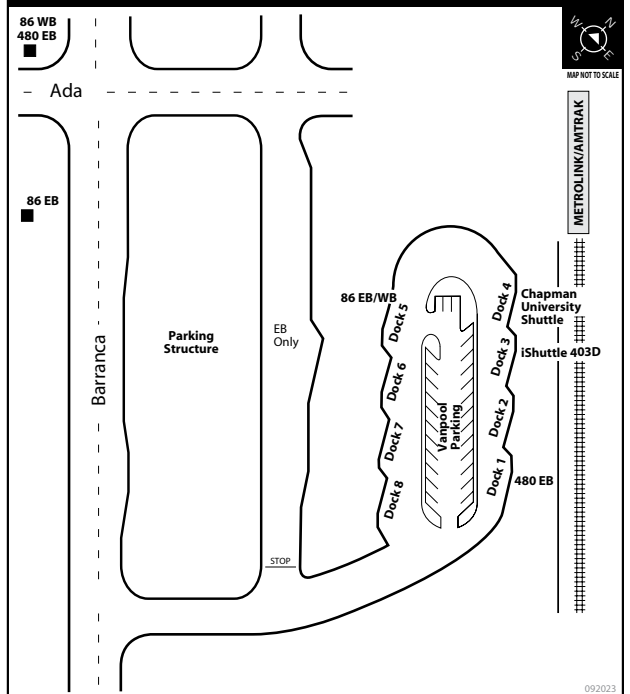 86 WB
480 EB
W
N
S
E
MAP NOT TO SCALE
Ada
METROLINK/AMTRAK
86 EB
86 EB/WB
Dock 5
Dock 4
Chapman
University
Shuttle
Parking
Structure
EB
Only
Barranca
Dock 3
iShuttle 403D
Dock 6
Vanpool
Parking
Dock 2
Dock 7
Dock 1
480 EB
Dock 8
STOP
092023